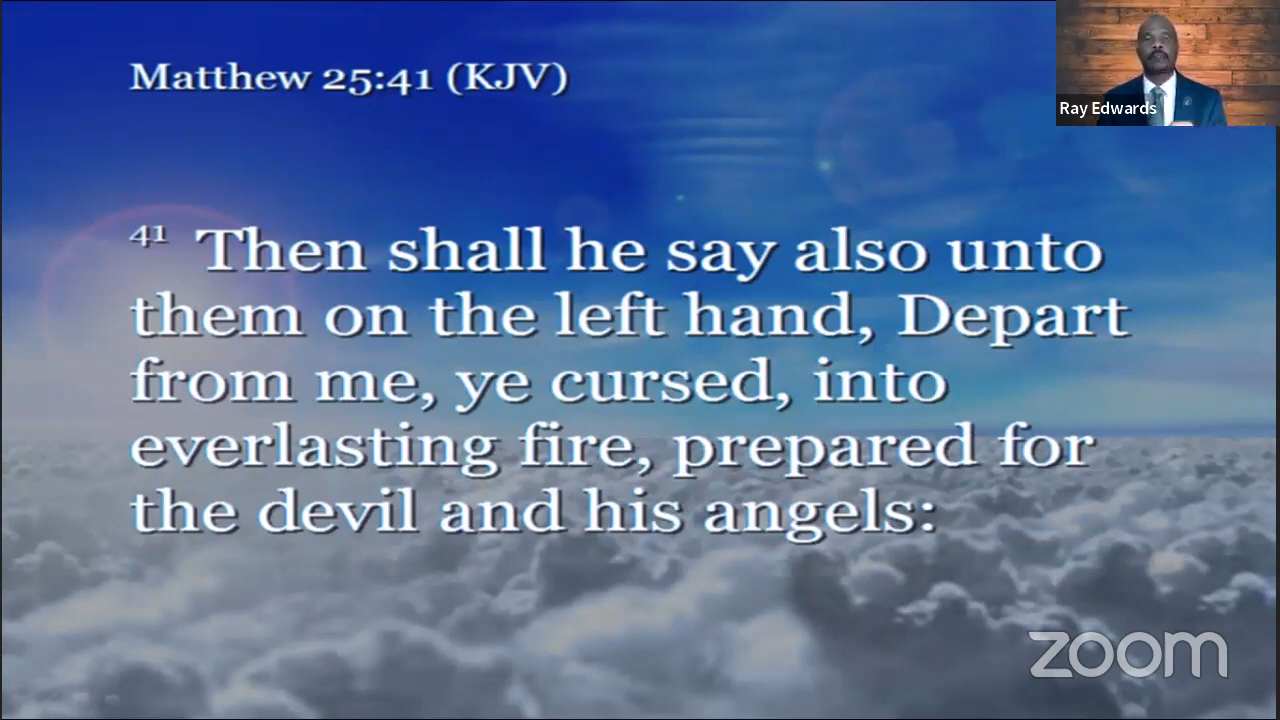 Matthew 25:41 (KJV)
Ray Edwards
41 Then shall he say also unto
them on the left hand, Depart
from me, ye cursed, into
everlasting fire, prepared for
the devil and his angels:
zoom